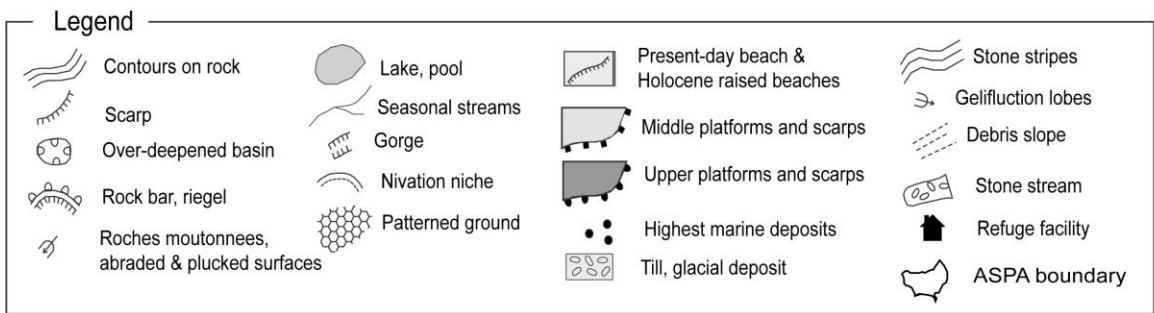 Legend
Contours on rock
Scarp
Over-deepened basin
Rock bar, riegel
Roches moutonnees,
abraded & plucked surfaces
Lake, pool
Seasonal streams
Gorge
Nivation niche
Patterned ground
Present-day beach &
Holocene raised beaches
Middle platforms and scarps
Upper platforms and scarps
Highest marine deposits
Till, glacial deposit
Stone stripes
Gelifluction lobes
Debris slope
Stone stream
Refuge facility
ASPA boundary